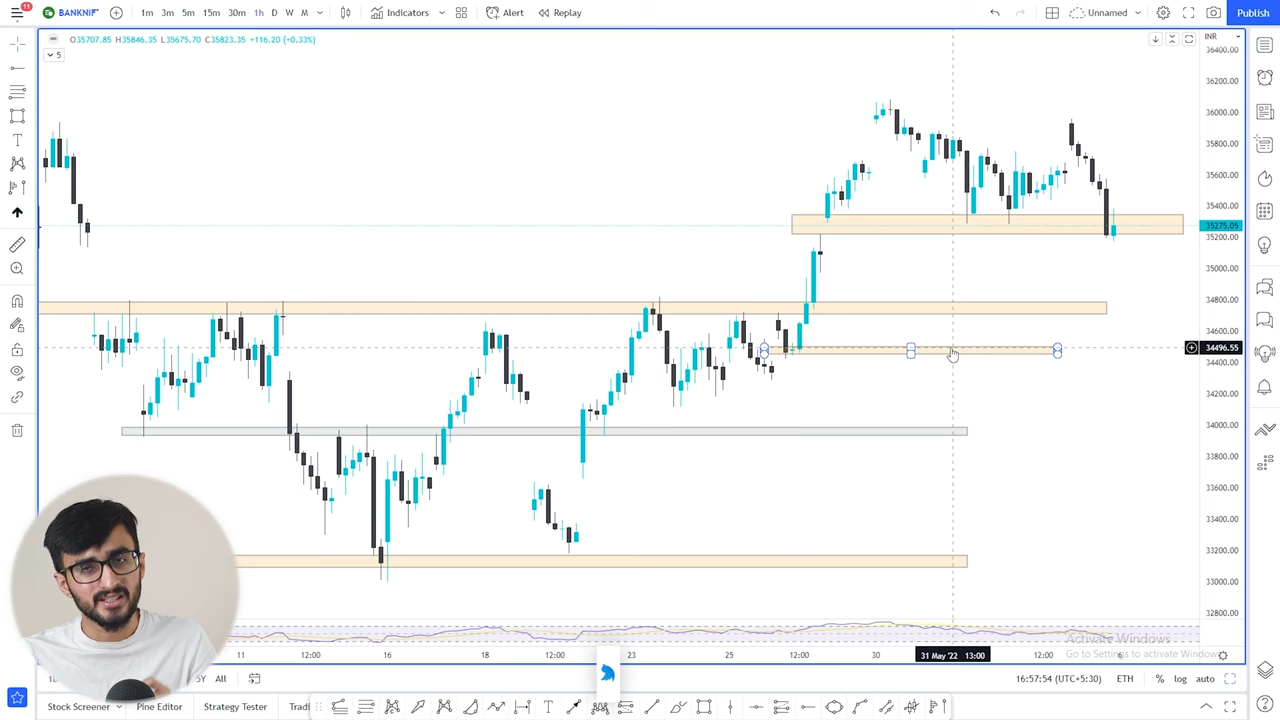 11
BANKNIF
1m 3m 5m 15m 30m 1h D W M
Indicators
Alert
Replay
Unnamed
Publish
O35707.85 H35846.35 L35675.70 C35823.35 +116.20 (+0.33%)
5
INR
36400.00
36200.00
36000.00
35800.00
35600.00
35400.00
35275.05
35200.00
35000.00
34800.00
34600.00
34496.55
34400.00
34200.00
34000.00
33800.00
33600.00
33400.00
33200.00
33000.00
32800.00
Activate Windows
Go to Settings to activate Windows.
11 12:00 16 18 12:00 23 25 12:00 30 31 May '22 13:00 12:00 6
5Y All
16:57:54 (UTC+5:30) ETH % log auto
Stock Screener Pine Editor Strategy Tester Tradi